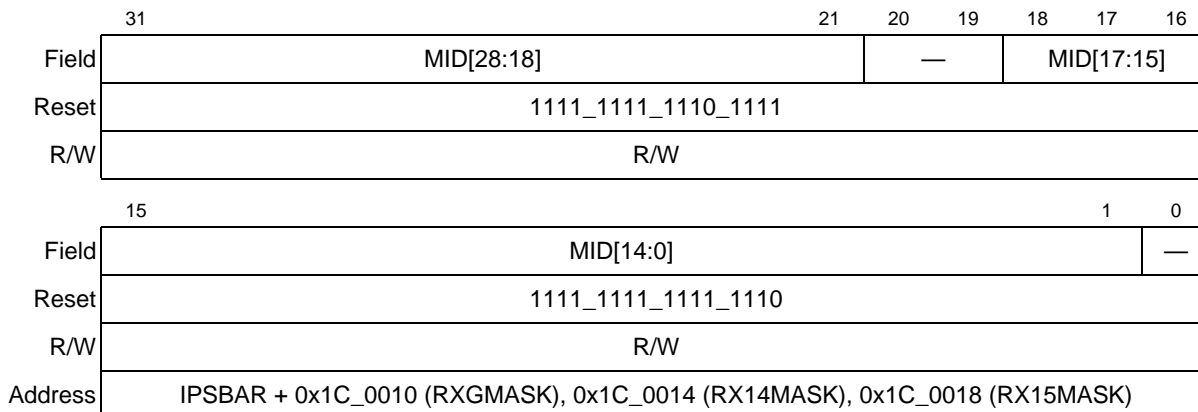 31 21 20 19 18 17 16
Field MID[28:18] — MID[17:15]
Reset 1111_1111_1110_1111
R/W R/W
15 1 0
Field MID[14:0] —
Reset 1111_1111_1111_1110
R/W R/W
Address IPSBAR + 0x1C_0010 (RXGMASK), 0x1C_0014 (RX14MASK), 0x1C_0018 (RX15MASK)